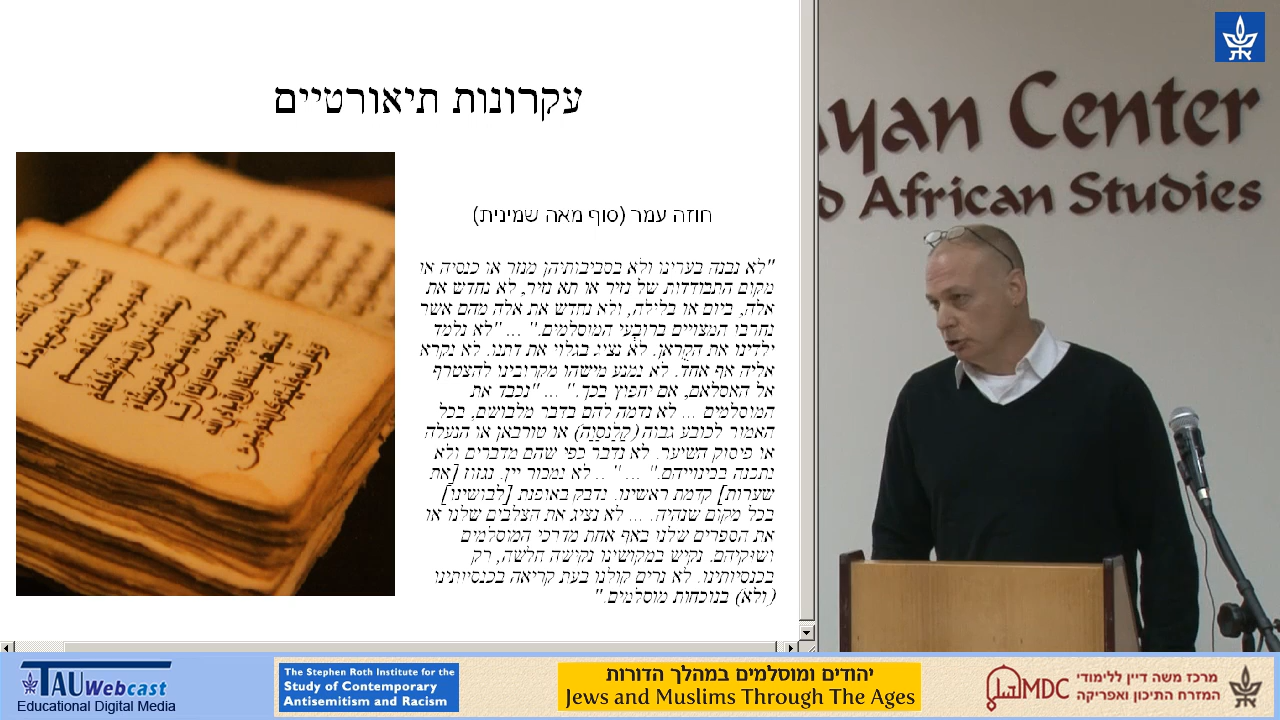 עקרונות תיאורטיים
חוזה עמר (סוף מאה שמינית)
"לא נבנה בערינו ולא בסביבותיהן מנזר או כנסיה או
מקום התבודדות של נזיר או תא נזיר, לא נחדש את
אלה, ביום או בלילה, ולא נחדש את אלה מהם אשר
נחרבו המצויים ברובעי המוסלמים." ... "לא נלמד
ילדינו את הקֻראן. לא נציג בגלוי את דתנו. לא נקרא
אליה אף אחד. לא נמנע מישהו מקרובינו להצטרף
אל האסלאם, אם יחפוץ בכך." ... "נכבד את
המוסלמים ... לא נדמה להם בדבר מלבושם, בכל
האמור לכובע גבוה (קַלַנסֻוַה) או טורבאן או הנעלה
או פיסוק השיער. לא נדבר כפי שהם מדברים ולא
נתכנה בכינוייהם." ... " .. לא נמכור יין. נגזוז [את
שערות] קדמת ראשינו. נדבק באופנת [לבושינו]
בכל מקום שנהיה. ... לא נציג את הצלבים שלנו או
את הספרים שלנו באף אחת מדרכי המוסלמים
ושוקיהם. נקיש במקושינו נקישה חלשה, רק
בכנסיותינו. לא נרים קולנו בעת קריאה בכנסיותינו
(ולא) בנוכחות מוסלמים."
ayan Center
d African Studies
TAU Webcast
Educational Digital Media
The Stephen Roth Institute for the
Study of Contemporary
Antisemitism and Racism
יהודים ומוסלמים במהלך הדורות
Jews and Muslims Through The Ages
MDC
מרכז משה דיין ללימודי
המזרח התיכון ואפריקה